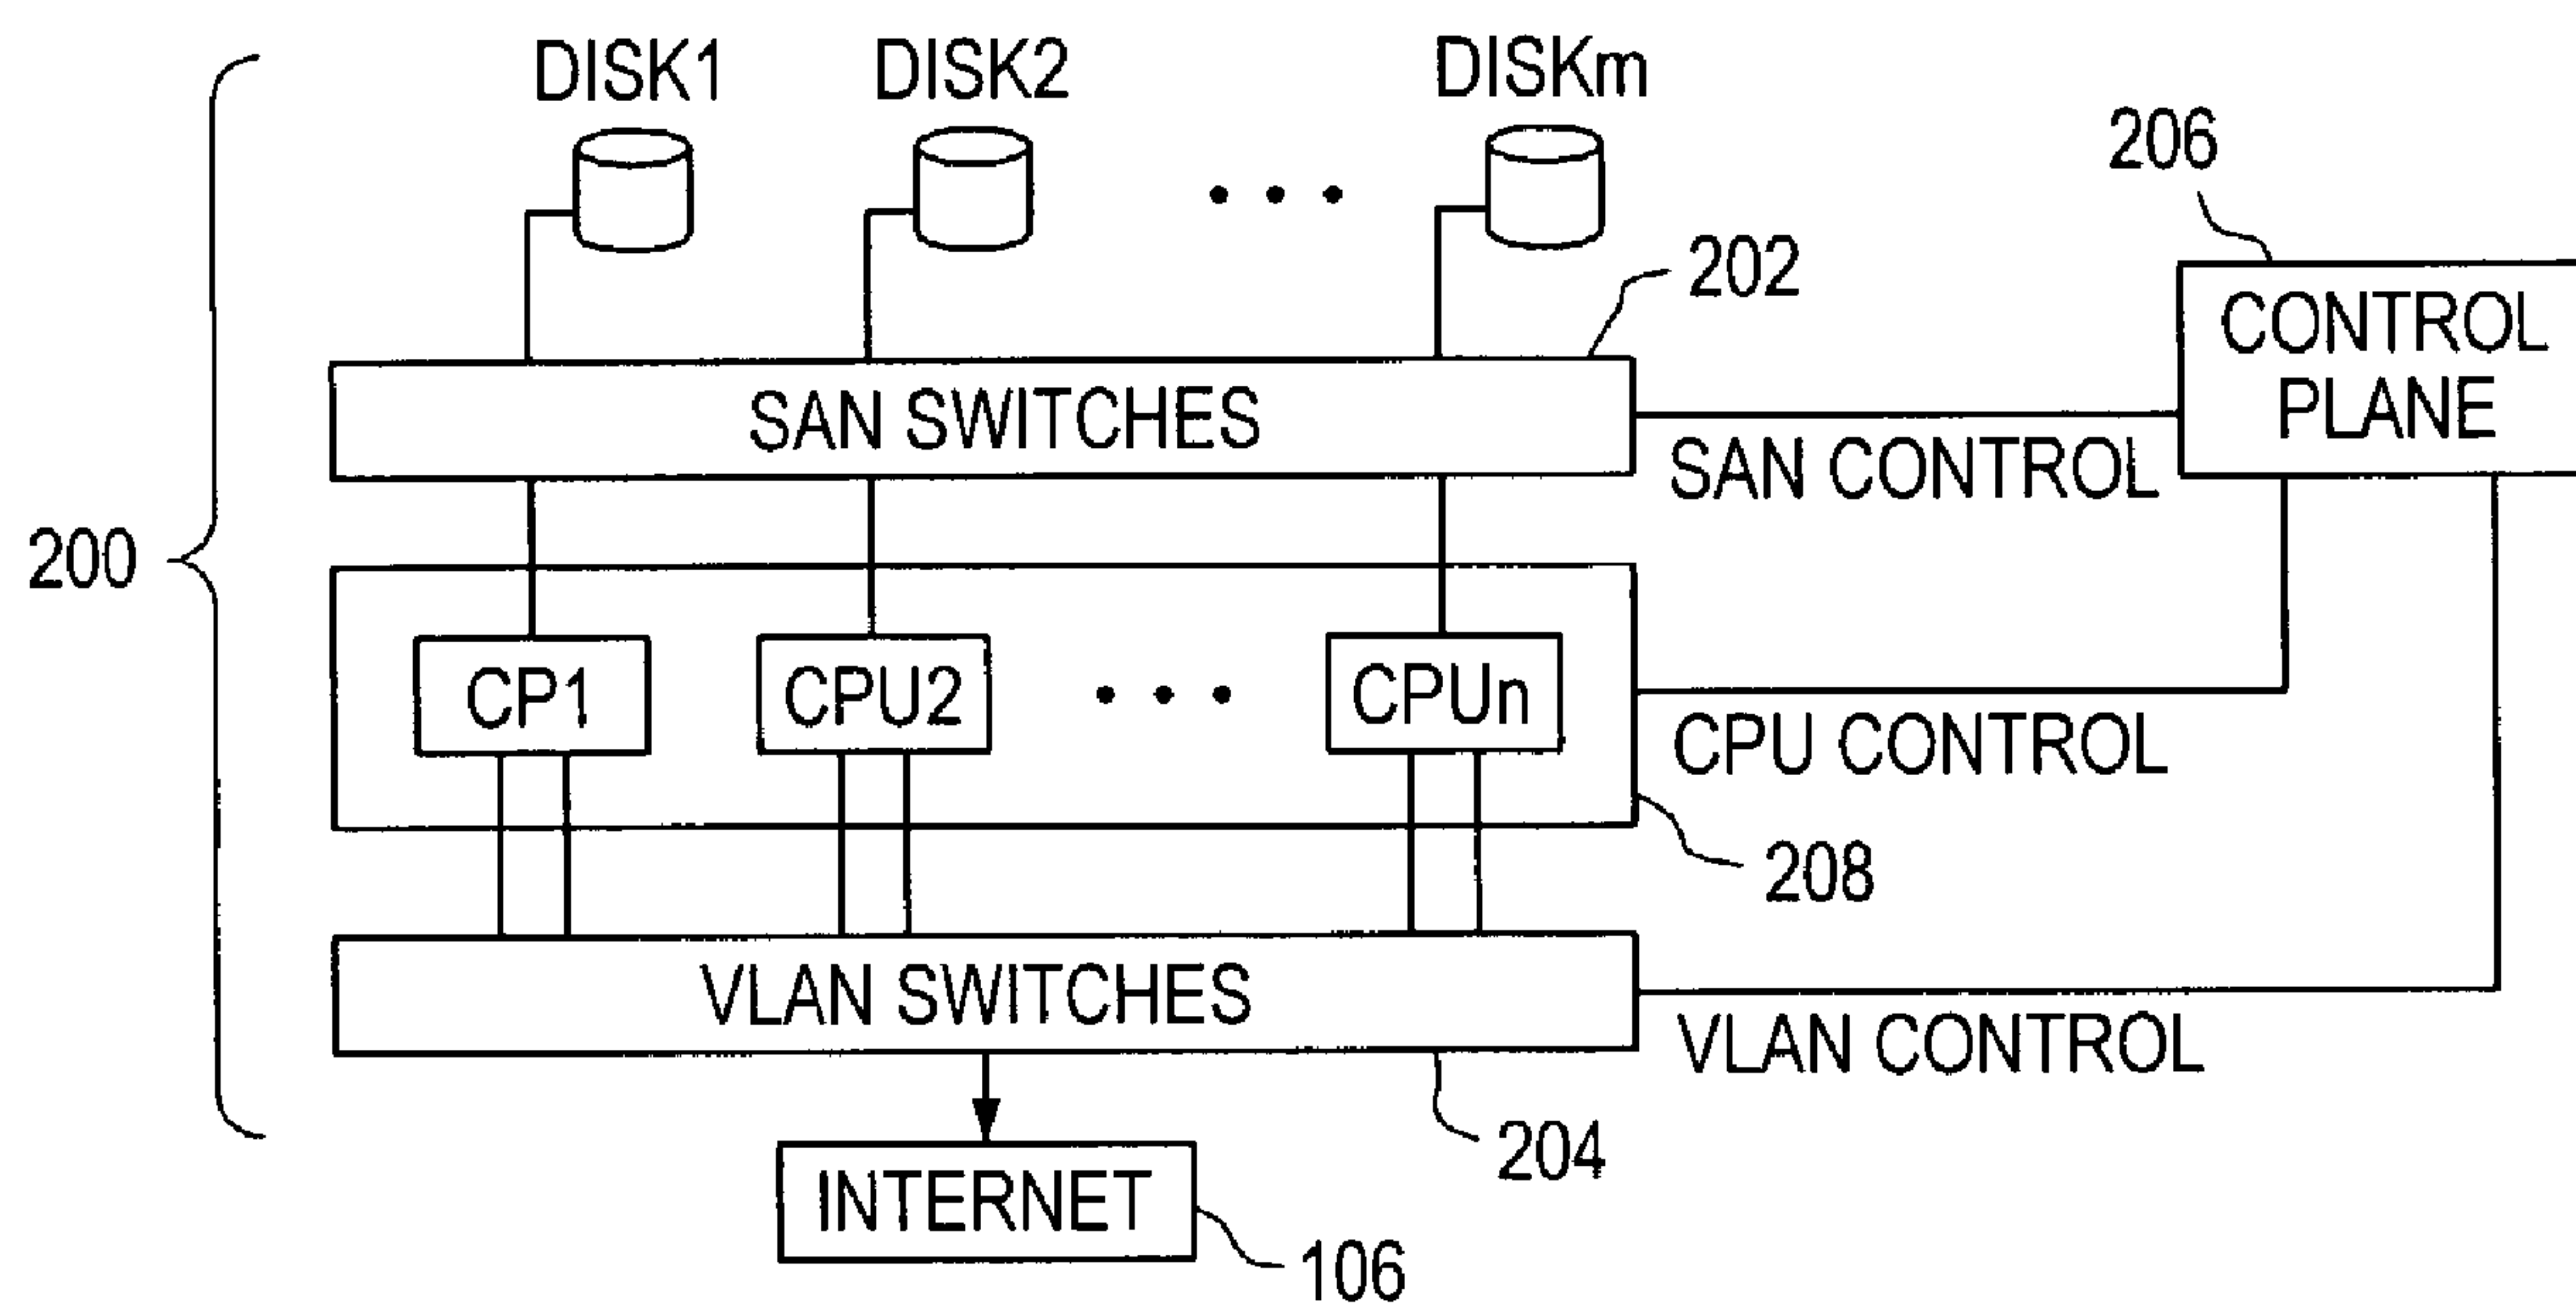 DISK1
DISK2
DISKm
206
202
CONTROL
PLANE
SAN SWITCHES
SAN CONTROL
200
CP1
CPU2
CPUn
CPU CONTROL
208
VLAN SWITCHES
VLAN CONTROL
204
INTERNET
106